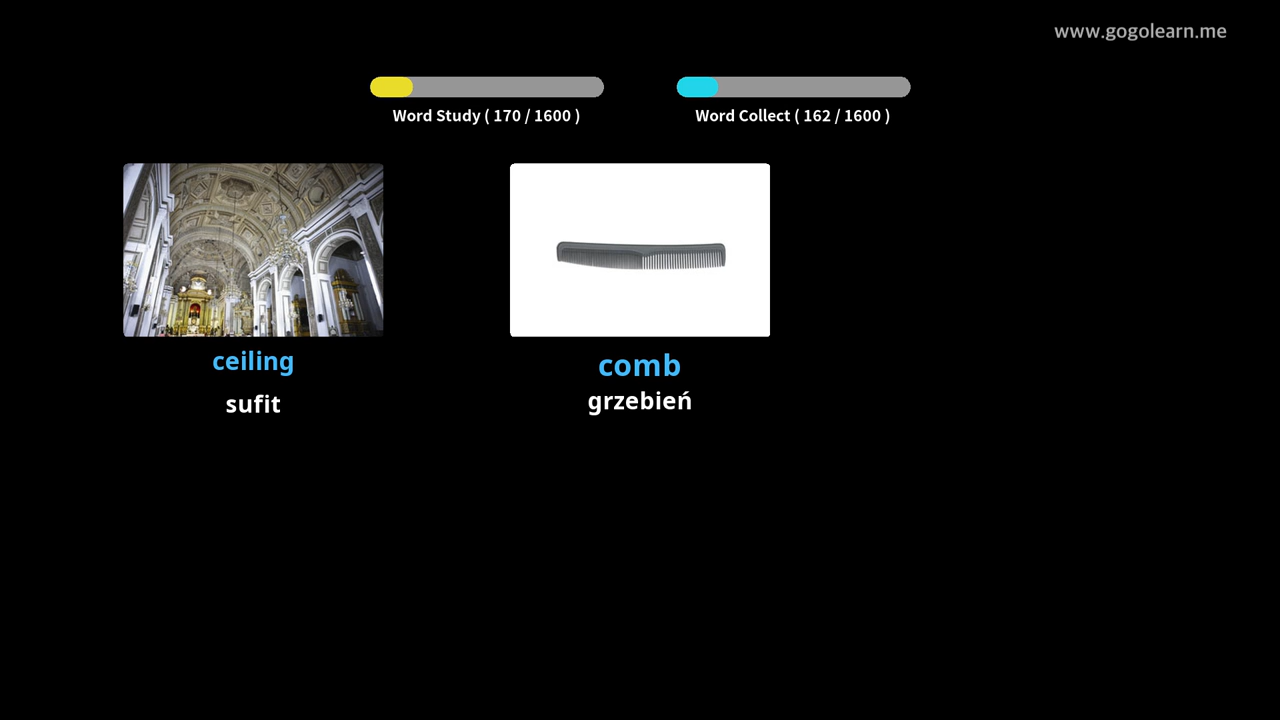 www.gogolearn.me
Word Study ( 170 / 1600 )
Word Collect ( 162 / 1600 )
ceiling
sufit
comb
grzebień